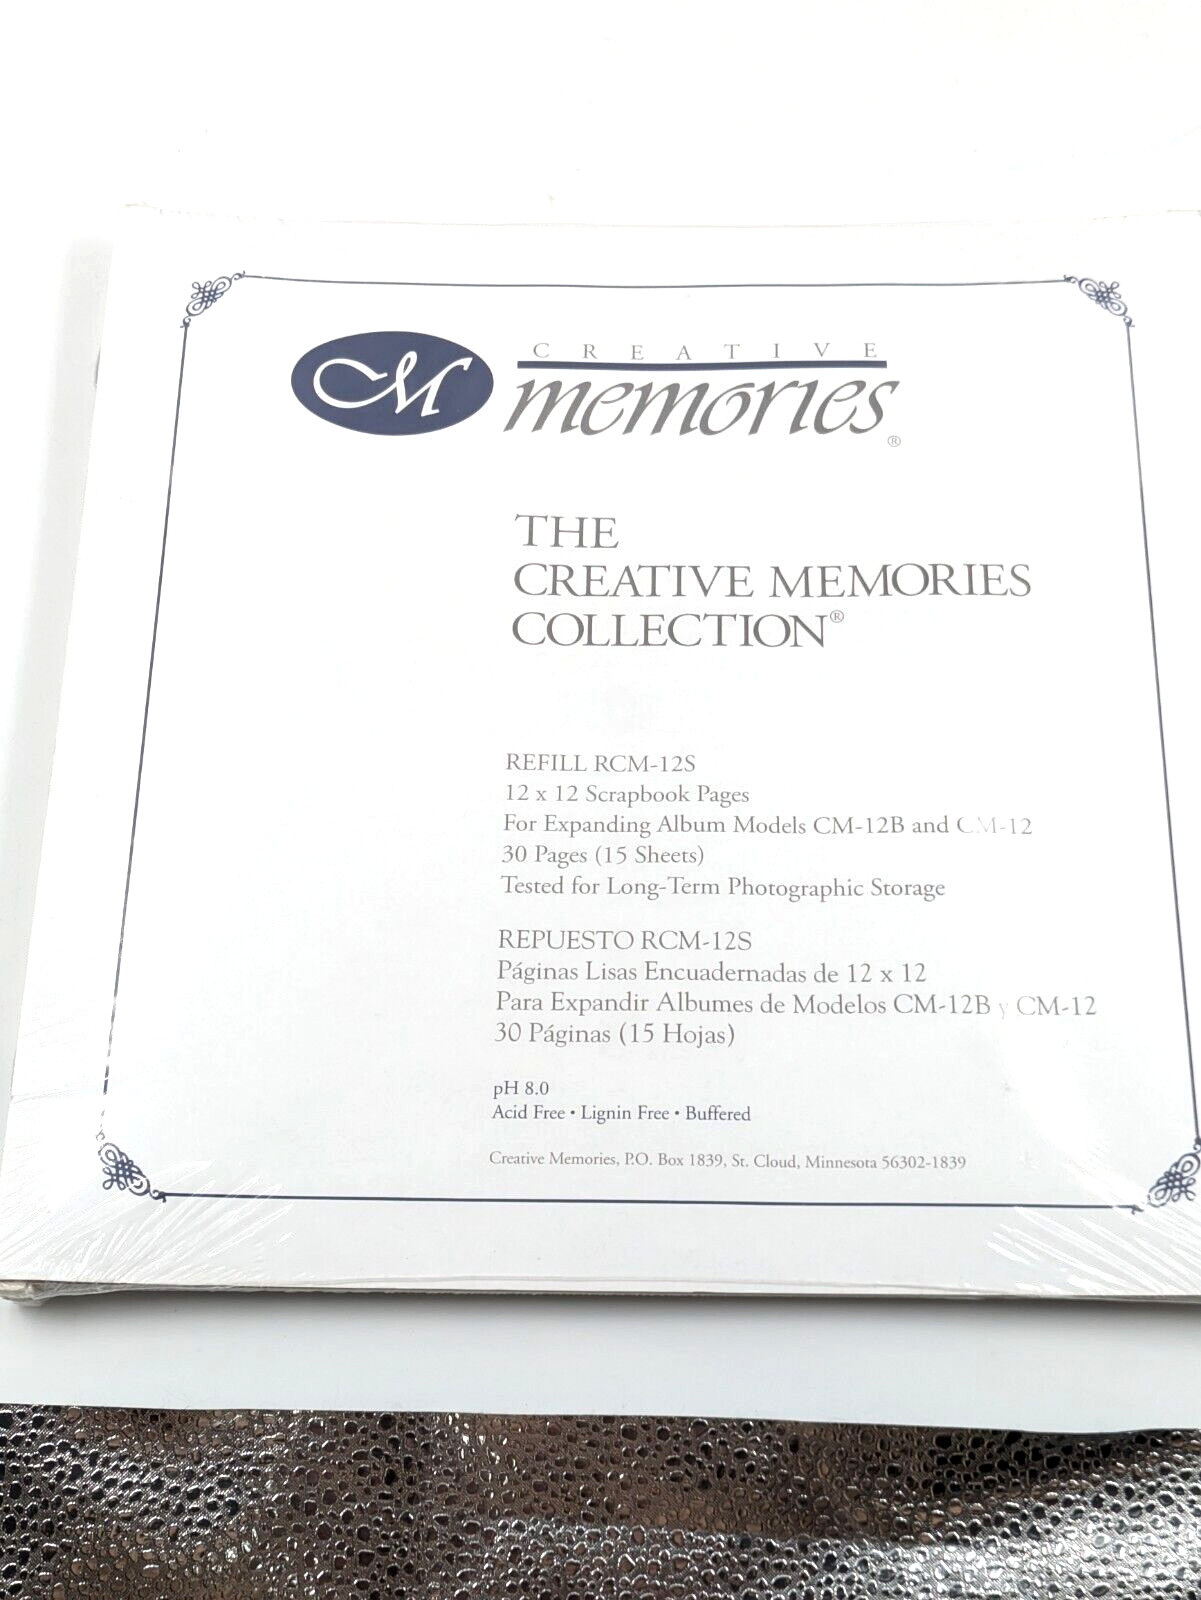 CREATIVE
memories®
THE
CREATIVE MEMORIES
COLLECTION®
REFILL RCM-12S
12 x 12 Scrapbook Pages
For Expanding Album Models CM-12B and CM-12
30 Pages (15 Sheets)
Tested for Long-Term Photographic Storage
REPUESTO RCM-12S
Páginas Lisas Encuadernadas de 12 x 12
Para Expandir Albumes de Modelos CM-12B y CM-12
30 Páginas (15 Hojas)
pH 8.0
Acid Free • Lignin Free • Buffered
Creative Memories, P.O. Box 1839, St. Cloud, Minnesota 56302-1839